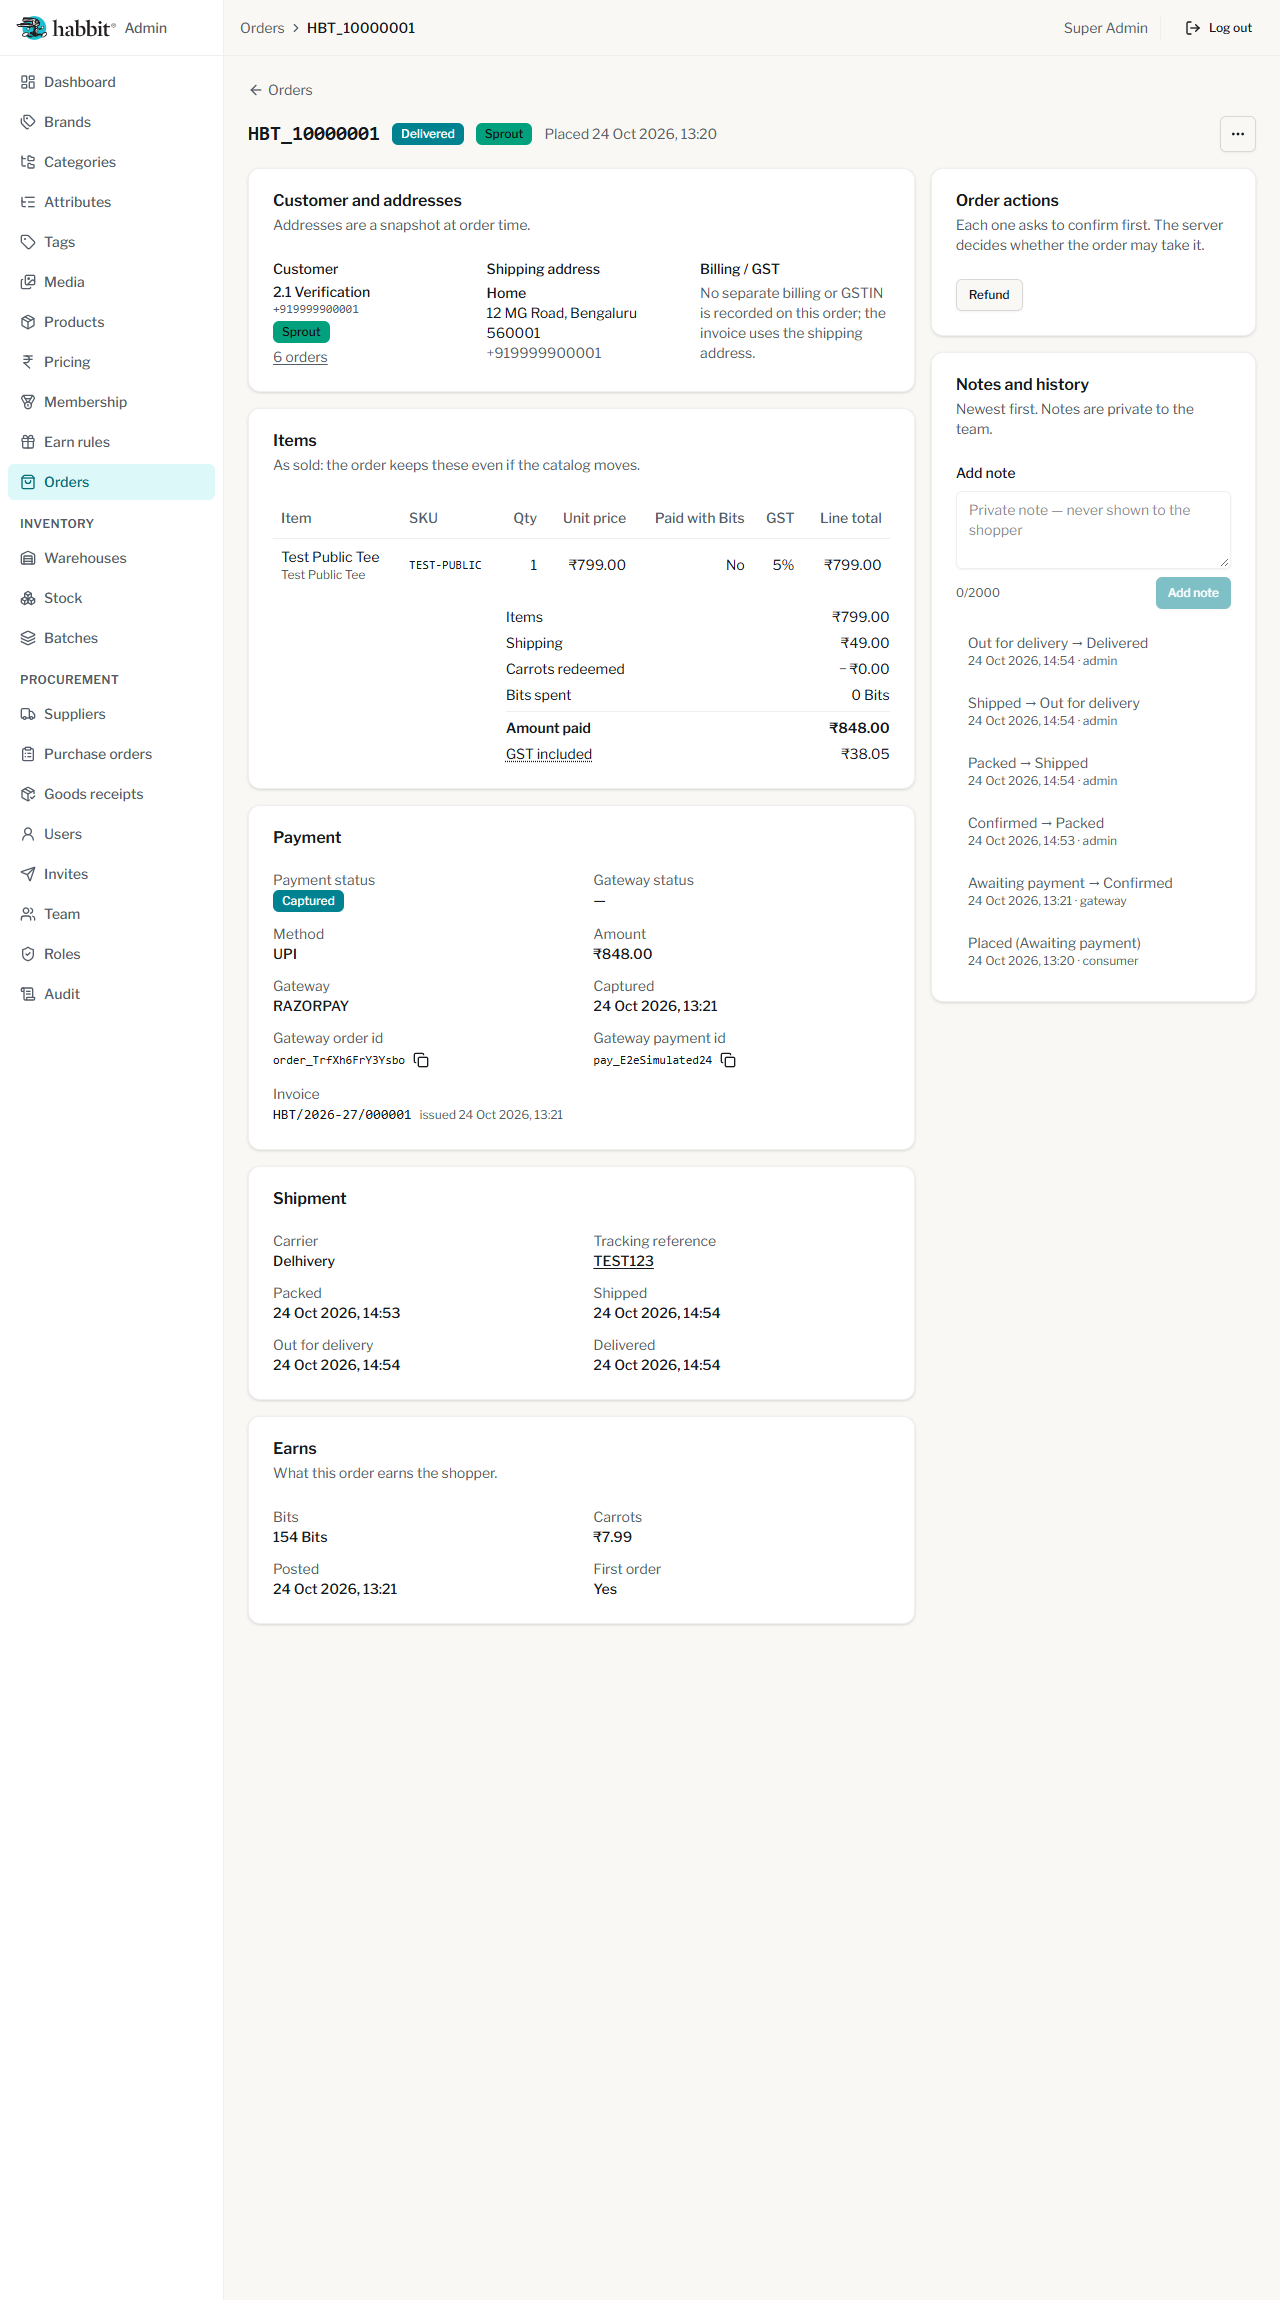 habbit® Admin
Orders > HBT_10000001
Super Admin
Log out
Dashboard
Brands
Categories
Attributes
Tags
Media
Products
Pricing
Membership
Earn rules
Orders
INVENTORY
Warehouses
Stock
Batches
PROCUREMENT
Suppliers
Purchase orders
Goods receipts
Users
Invites
Team
Roles
Audit
← Orders
HBT_10000001 Delivered Sprout Placed 24 Oct 2026, 13:20
Customer and addresses
Addresses are a snapshot at order time.
Customer
2.1 Verification
+919999900001
Sprout
6 orders
Shipping address
Home
12 MG Road, Bengaluru
560001
+919999900001
Billing / GST
No separate billing or GSTIN
is recorded on this order; the
invoice uses the shipping
address.
Items
As sold: the order keeps these even if the catalog moves.
Item SKU Qty Unit price Paid with Bits GST Line total
Test Public Tee TEST-PUBLIC 1 ₹799.00 No 5% ₹799.00
Test Public Tee
Items ₹799.00
Shipping ₹49.00
Carrots redeemed −₹0.00
Bits spent 0 Bits
Amount paid ₹848.00
GST included ₹38.05
Payment
Payment status
Captured
Gateway status
—
Method
UPI
Amount
₹848.00
Gateway
RAZORPAY
Captured
24 Oct 2026, 13:21
Gateway order id
order_TrfXh6FrY3Ysbo
Gateway payment id
pay_E2eSimulated24
Invoice
HBT/2026-27/000001 issued 24 Oct 2026, 13:21
Shipment
Carrier
Delhivery
Tracking reference
TEST123
Packed
24 Oct 2026, 14:53
Shipped
24 Oct 2026, 14:54
Out for delivery
24 Oct 2026, 14:54
Delivered
24 Oct 2026, 14:54
Earns
What this order earns the shopper.
Bits
154 Bits
Carrots
₹7.99
Posted
24 Oct 2026, 13:21
First order
Yes
Order actions
Each one asks to confirm first. The server
decides whether the order may take it.
Refund
Notes and history
Newest first. Notes are private to the
team.
Add note
Private note — never shown to the
shopper
0/2000
Add note
Out for delivery → Delivered
24 Oct 2026, 14:54 · admin
Shipped → Out for delivery
24 Oct 2026, 14:54 · admin
Packed → Shipped
24 Oct 2026, 14:54 · admin
Confirmed → Packed
24 Oct 2026, 14:53 · admin
Awaiting payment → Confirmed
24 Oct 2026, 13:21 · gateway
Placed (Awaiting payment)
24 Oct 2026, 13:20 · consumer